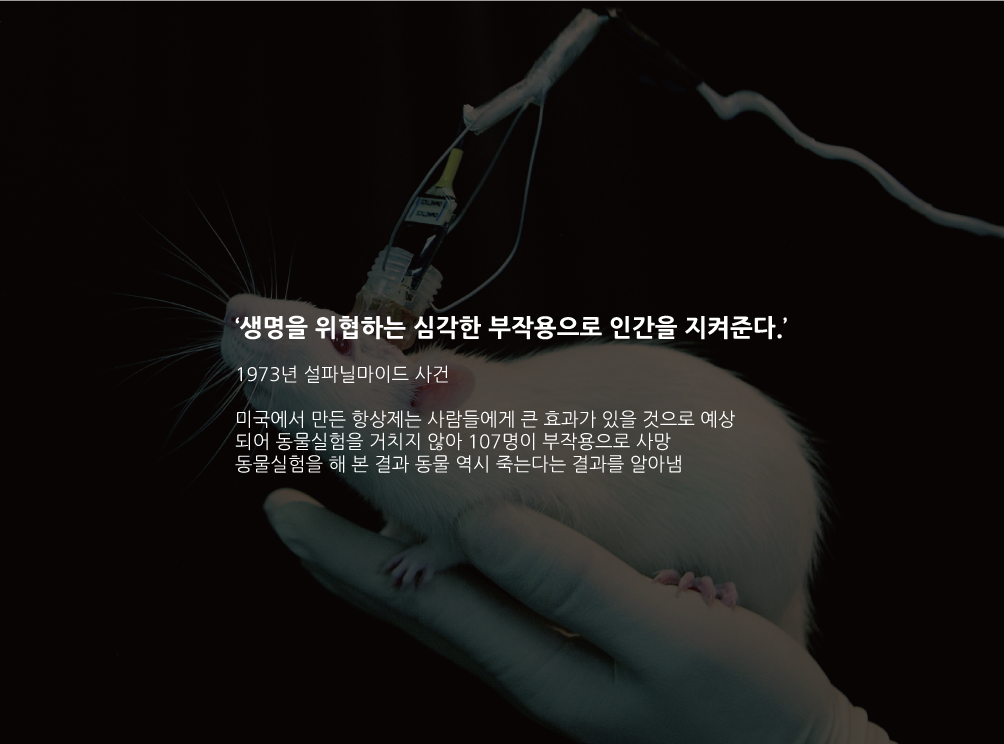 ‘생명을 위협하는 심각한 부작용으로 인간을 지켜준다.’
1973년 설파닐마이드 사건
미국에서 만든 항상제는 사람들에게 큰 효과가 있을 것으로 예상
되어 동물실험을 거치지 않아 107명이 부작용으로 사망
동물실험을 해 본 결과 동물 역시 죽는다는 결과를 알아냄